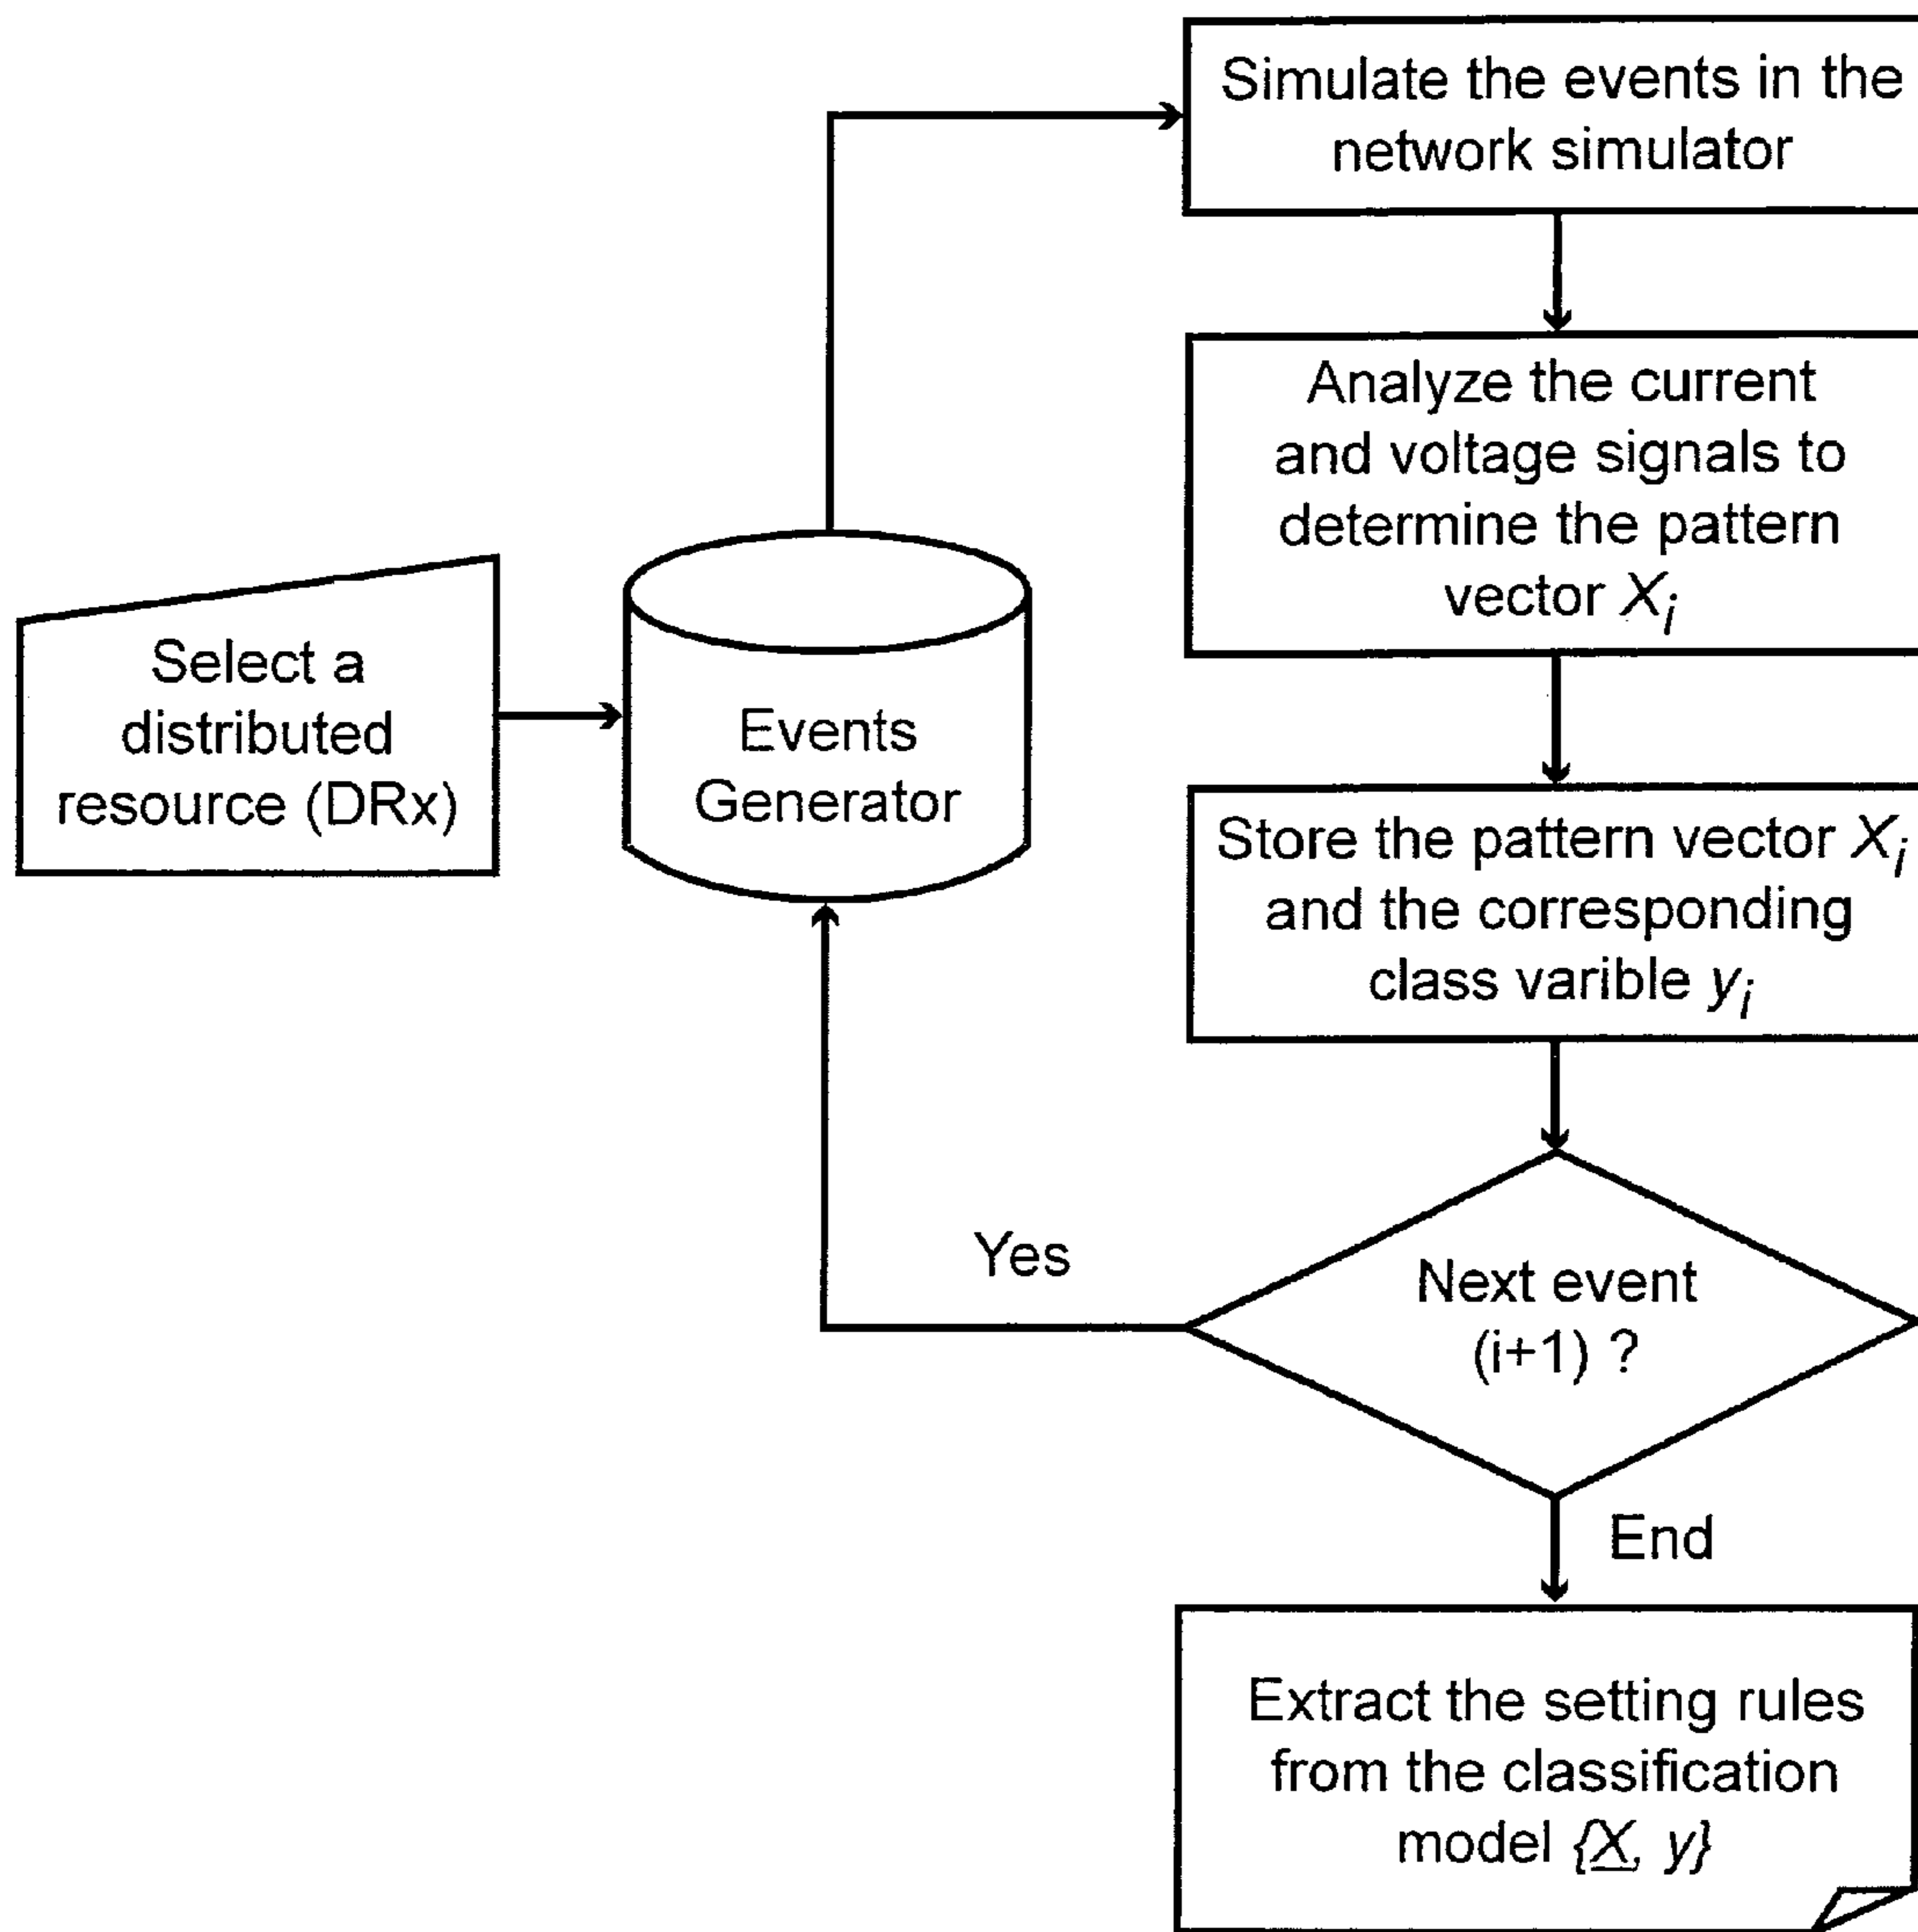 Simulate the events in the
network simulator
Analyze the current
and voltage signals to
determine the pattern
vector Xi
Select a
distributed
resource (DRx)
Events
Generator
Store the pattern vector Xi
and the corresponding
class varible yi
Yes
Next event
(i+1) ?
End
Extract the setting rules
from the classification
model {X, y}